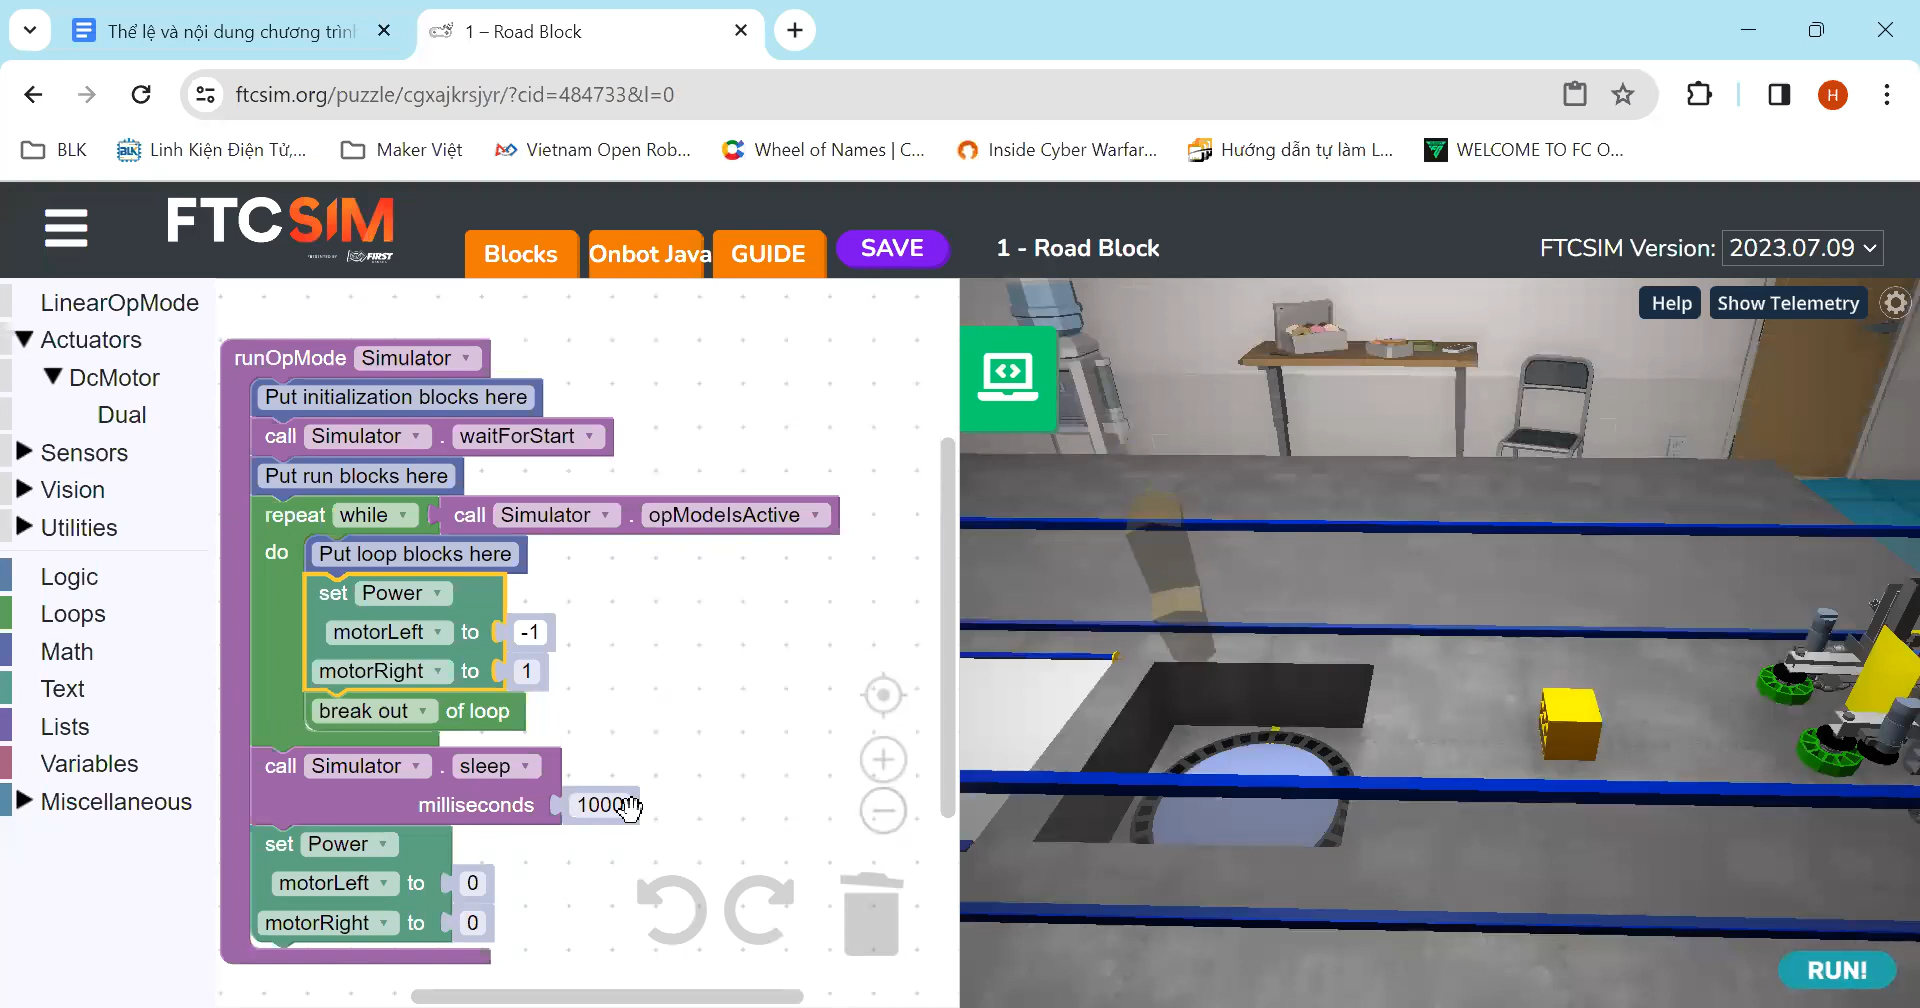 Thể lệ và nội dung chương trìn
1 – Road Block
ftcsim.org/puzzle/cgxajkrsjyr/?cid=484733&l=0
H
BLK
Linh Kiện Điện Tử,...
Maker Việt
Vietnam Open Rob...
Wheel of Names | C...
Inside Cyber Warfar...
Hướng dẫn tự làm L...
WELCOME TO FC O...
FTCSIM
PRESENTED BY FIRST
Blocks
Onbot Java
GUIDE
SAVE
1 - Road Block
FTCSIM Version: 2023.07.09
LinearOpMode
Actuators
DcMotor
Dual
Sensors
Vision
Utilities
Logic
Loops
Math
Text
Lists
Variables
Miscellaneous
runOpMode Simulator
Put initialization blocks here
call Simulator . waitForStart
Put run blocks here
repeat while call Simulator . opModeIsActive
do Put loop blocks here
set Power
motorLeft to -1
motorRight to 1
break out of loop
call Simulator . sleep
milliseconds 1000
set Power
motorLeft to 0
motorRight to 0
Help
Show Telemetry
RUN!